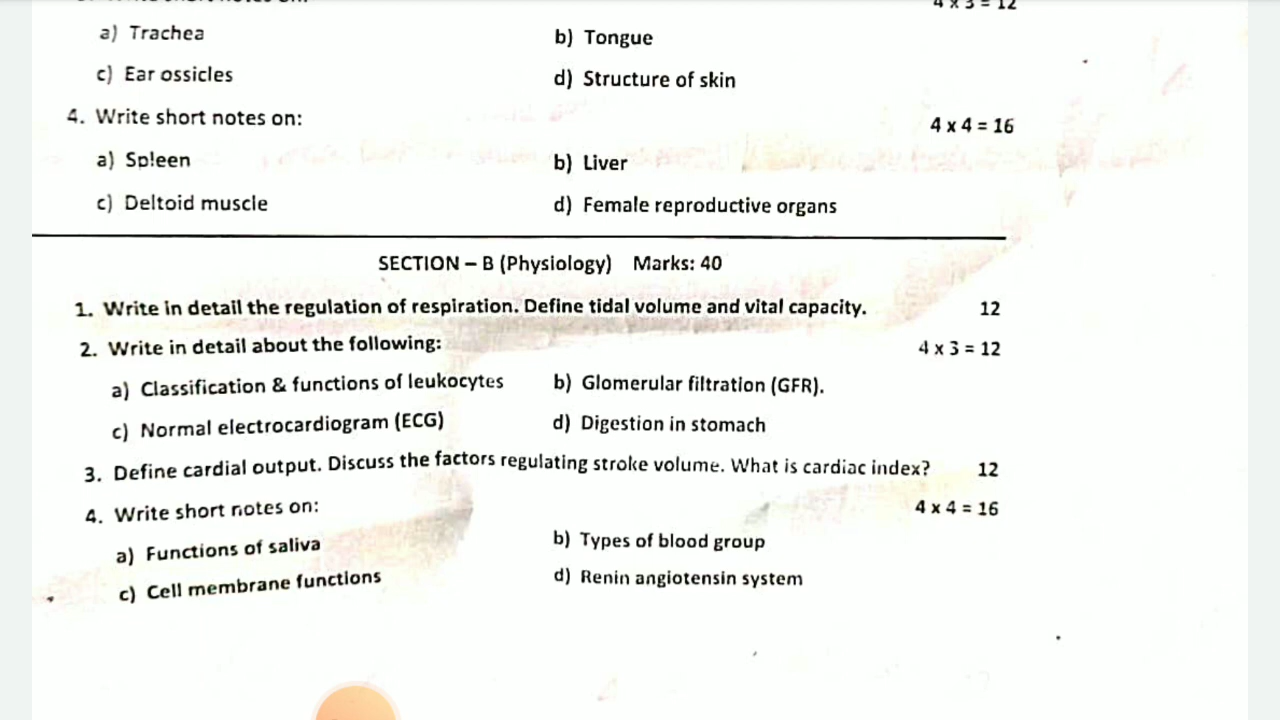 4 x 3 = 12
a) Trachea b) Tongue
c) Ear ossicles d) Structure of skin
4. Write short notes on: 4 x 4 = 16
a) Spleen b) Liver
c) Deltoid muscle d) Female reproductive organs
SECTION – B (Physiology) Marks: 40
1. Write in detail the regulation of respiration. Define tidal volume and vital capacity. 12
2. Write in detail about the following: 4 x 3 = 12
a) Classification & functions of leukocytes b) Glomerular filtration (GFR).
c) Normal electrocardiogram (ECG) d) Digestion in stomach
3. Define cardial output. Discuss the factors regulating stroke volume. What is cardiac index? 12
4. Write short notes on: 4 x 4 = 16
a) Functions of saliva b) Types of blood group
c) Cell membrane functions d) Renin angiotensin system